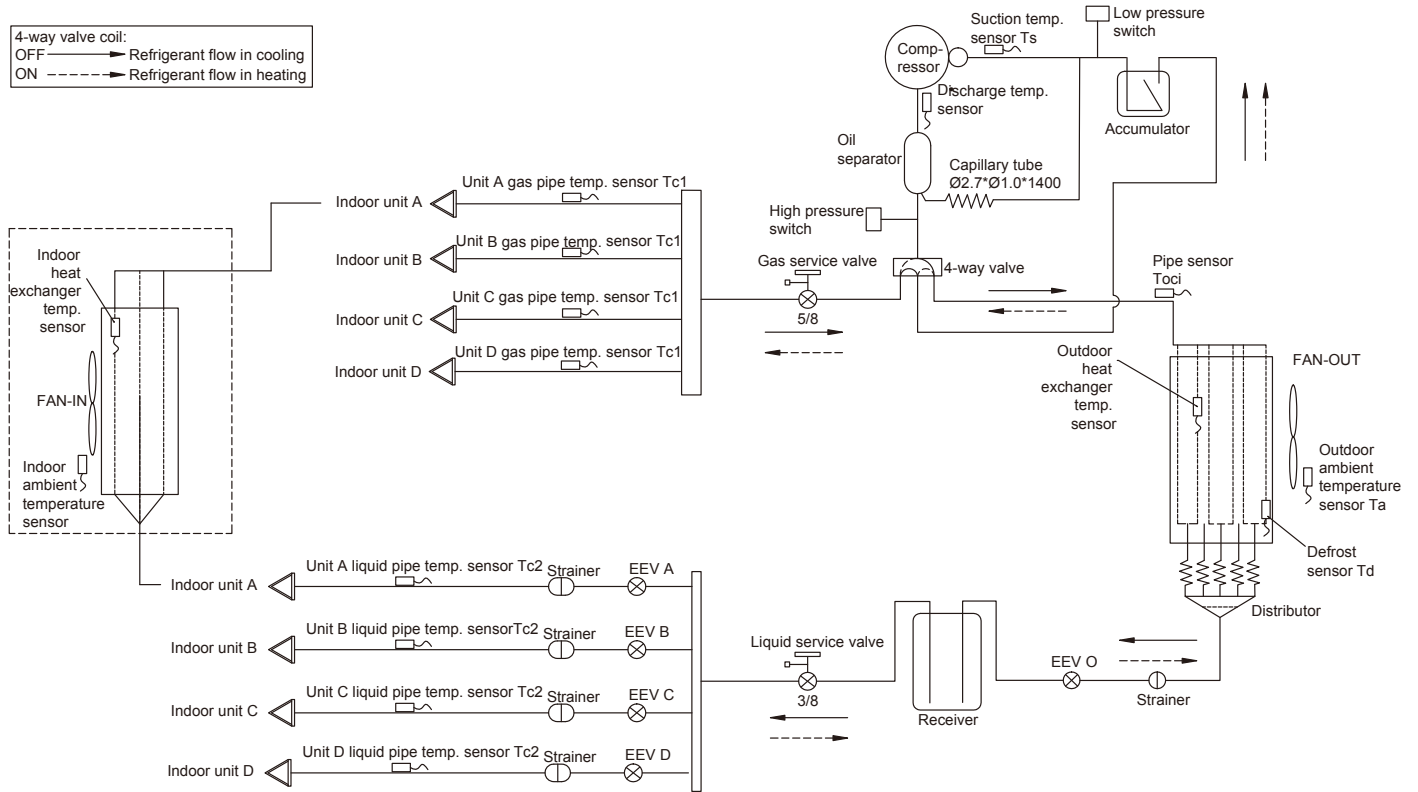 4-way valve coil:
OFF Refrigerant flow in cooling
ON Refrigerant flow in heating
Suction temp.
sensor Ts
Low pressure
switch
Comp-
ressor
Discharge temp.
sensor
Accumulator
Oil
separator
Capillary tube
Ø2.7*Ø1.0*1400
High pressure
switch
Gas service valve
4-way valve
5/8
Pipe sensor
Toci
Indoor unit A
Unit A gas pipe temp. sensor Tc1
Indoor unit B
Unit B gas pipe temp. sensor Tc1
Indoor unit C
Unit C gas pipe temp. sensor Tc1
Indoor unit D
Unit D gas pipe temp. sensor Tc1
Indoor
heat
exchanger
temp.
sensor
FAN-IN
Indoor
ambient
temperature
sensor
Outdoor
heat
exchanger
temp.
sensor
FAN-OUT
Outdoor
ambient
temperature
sensor Ta
Defrost
sensor Td
Distributor
Indoor unit A
Unit A liquid pipe temp. sensor Tc2
Strainer
EEV A
Indoor unit B
Unit B liquid pipe temp. sensorTc2
Strainer
EEV B
Indoor unit C
Unit C liquid pipe temp. sensor Tc2
Strainer
EEV C
Indoor unit D
Unit D liquid pipe temp. sensor Tc2
Strainer
EEV D
Liquid service valve
3/8
Receiver
EEV O
Strainer